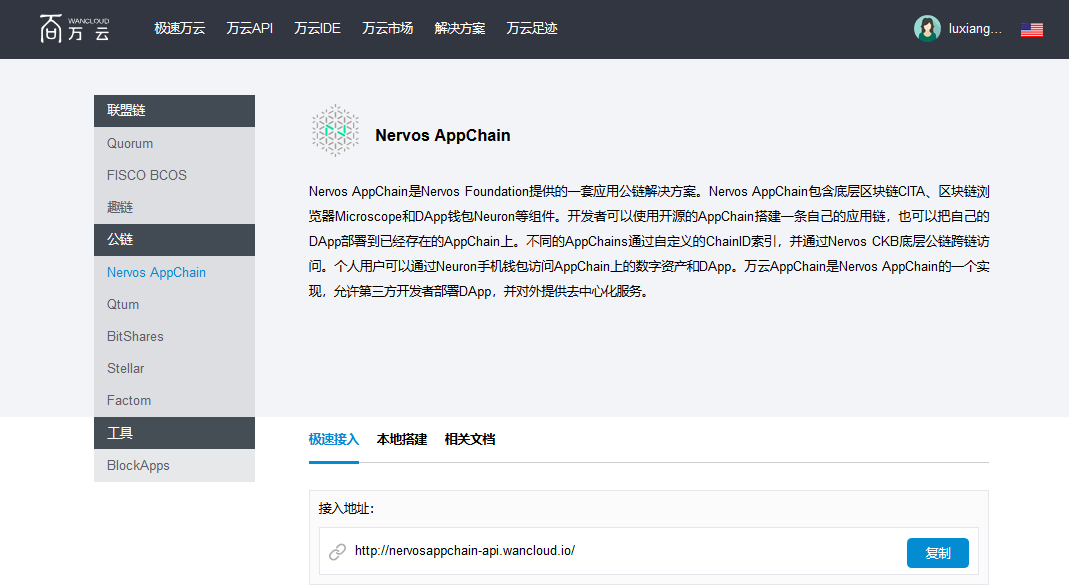 WANCLOUD
万云
极速万云 万云API 万云IDE 万云市场 解决方案 万云足迹 luxiang...
联盟链
Quorum
FISCO BCOS
趣链
公链
Nervos AppChain
Qtum
BitShares
Stellar
Factom
工具
BlockApps
Nervos AppChain
Nervos AppChain是Nervos Foundation提供的一套应用公链解决方案。Nervos AppChain包含底层区块链CITA、区块链浏
览器Microscope和DApp钱包Neuron等组件。开发者可以使用开源的AppChain搭建一条自己的应用链，也可以把自己的
DApp部署到已经存在的AppChain上。不同的AppChains通过自定义的ChainID索引，并通过Nervos CKB底层公链跨链访
问。个人用户可以通过Neuron手机钱包访问AppChain上的数字资产和DApp。万云AppChain是Nervos AppChain的一个实
现，允许第三方开发者部署DApp，并对外提供去中心化服务。
极速接入 本地搭建 相关文档
接入地址：
http://nervosappchain-api.wancloud.io/ 复制